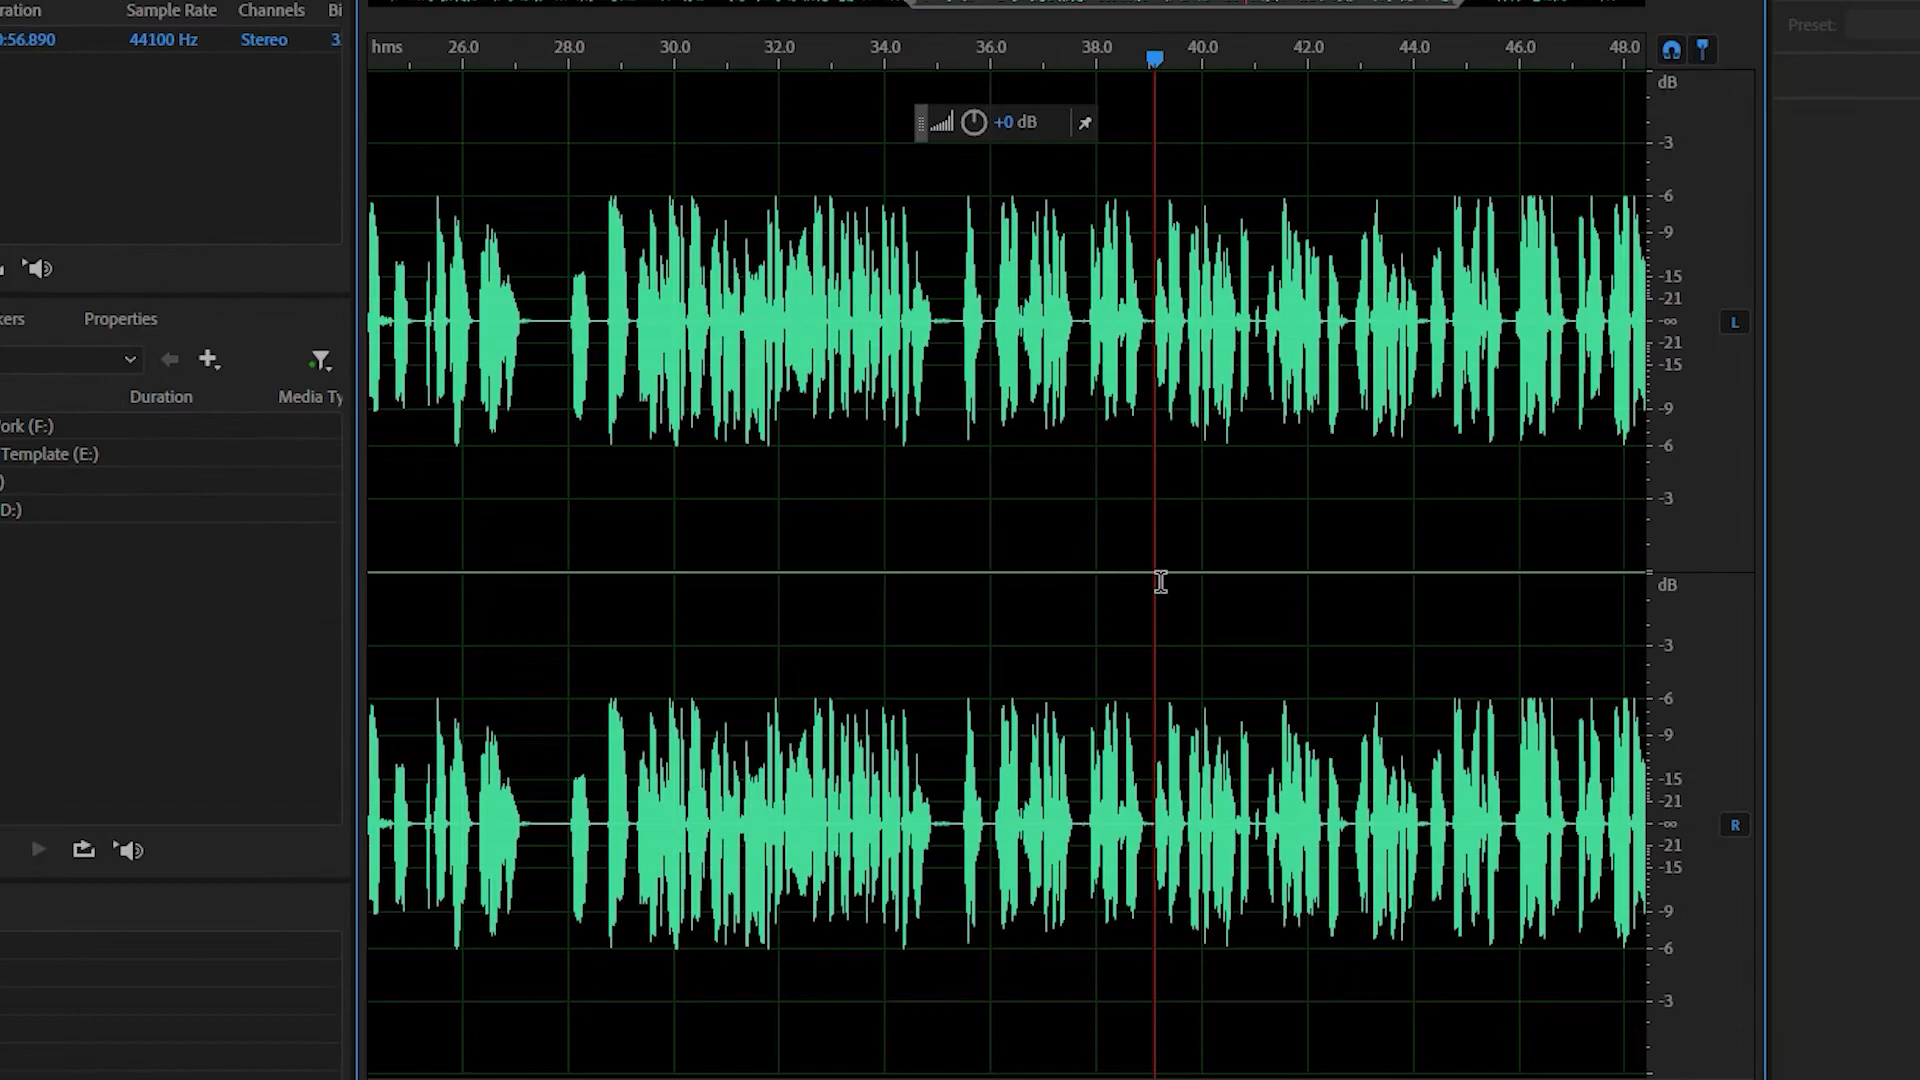 ration Sample Rate Channels Bi
0:56.890 44100 Hz Stereo 3
Preset:
hms 26.0 28.0 30.0 32.0 34.0 36.0 38.0 40.0 42.0 44.0 46.0 48.0
dB
+0 dB
-3
-6
-9
-15
-21
-∞
L
-21
-15
-9
-6
-3
kers Properties
Duration Media Ty
ork (F:)
Template (E:)
)
D:)
dB
-3
-6
-9
-15
-21
-∞
R
-21
-15
-9
-6
-3